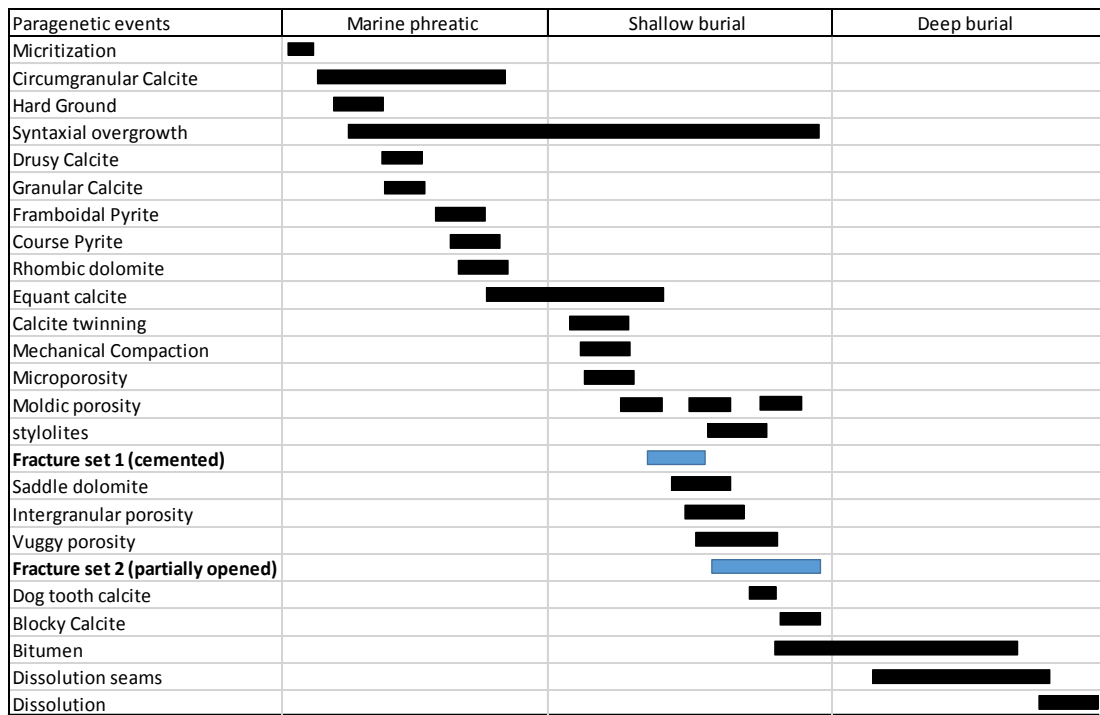 Paragenetic events Marine phreatic Shallow burial Deep burial
Micritization
Circumgranular Calcite
Hard Ground
Syntaxial overgrowth
Drusy Calcite
Granular Calcite
Framboidal Pyrite
Course Pyrite
Rhombic dolomite
Equant calcite
Calcite twinning
Mechanical Compaction
Microporosity
Moldic porosity
stylolites
Fracture set 1 (cemented)
Saddle dolomite
Intergranular porosity
Vuggy porosity
Fracture set 2 (partially opened)
Dog tooth calcite
Blocky Calcite
Bitumen
Dissolution seams
Dissolution